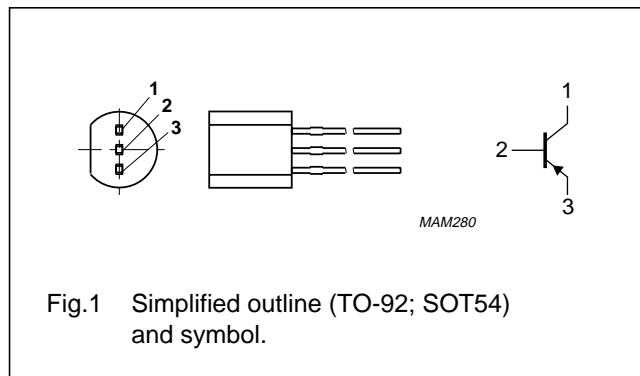 1
2
3
1
2
3
MAM280
Fig.1 Simplified outline (TO-92; SOT54)
and symbol.